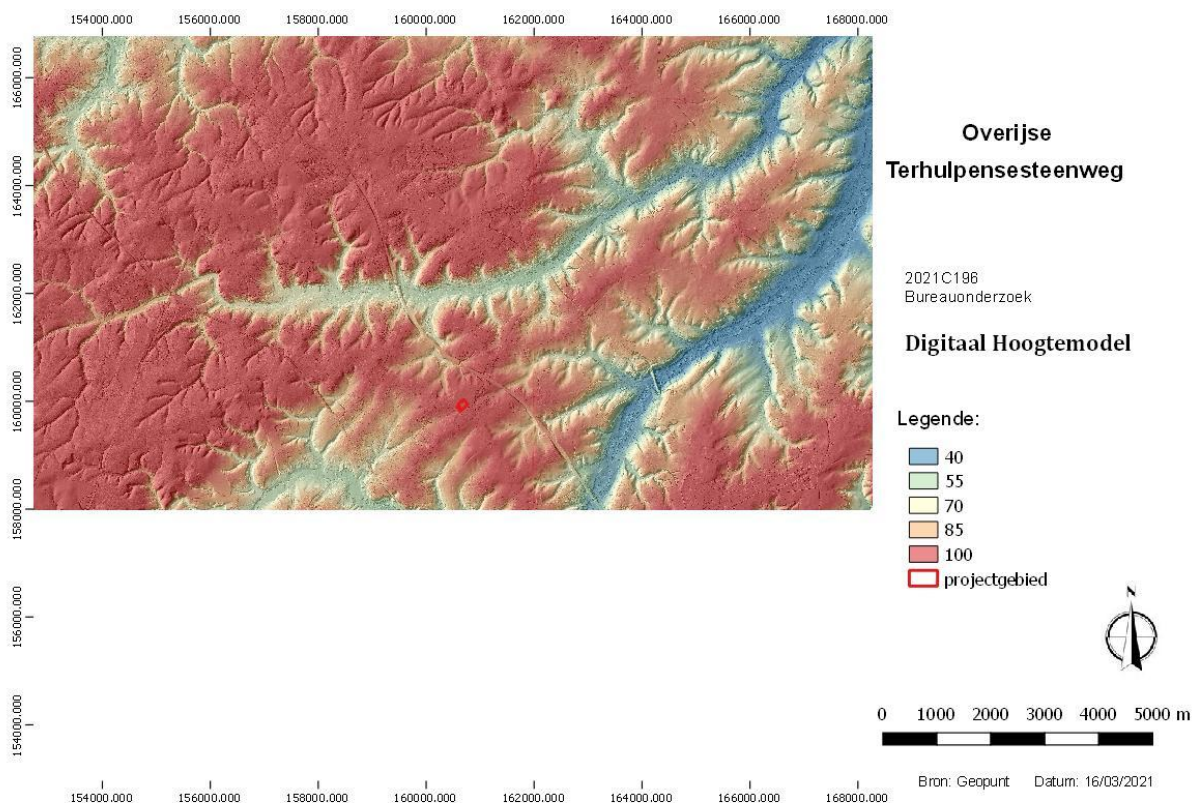 154000.000 156000.000 158000.000 160000.000 162000.000 164000.000 166000.000 168000.000
166000.000
164000.000
162000.000
160000.000
158000.000
156000.000
154000.000
Overijse
Terhulpensesteenweg
2021C196
Bureauonderzoek
Digitaal Hoogtemodel
Legende:
40
55
70
85
100
projectgebied
N
0 1000 2000 3000 4000 5000 m
Bron: Geopunt Datum: 16/03/2021
154000.000 156000.000 158000.000 160000.000 162000.000 164000.000 166000.000 168000.000